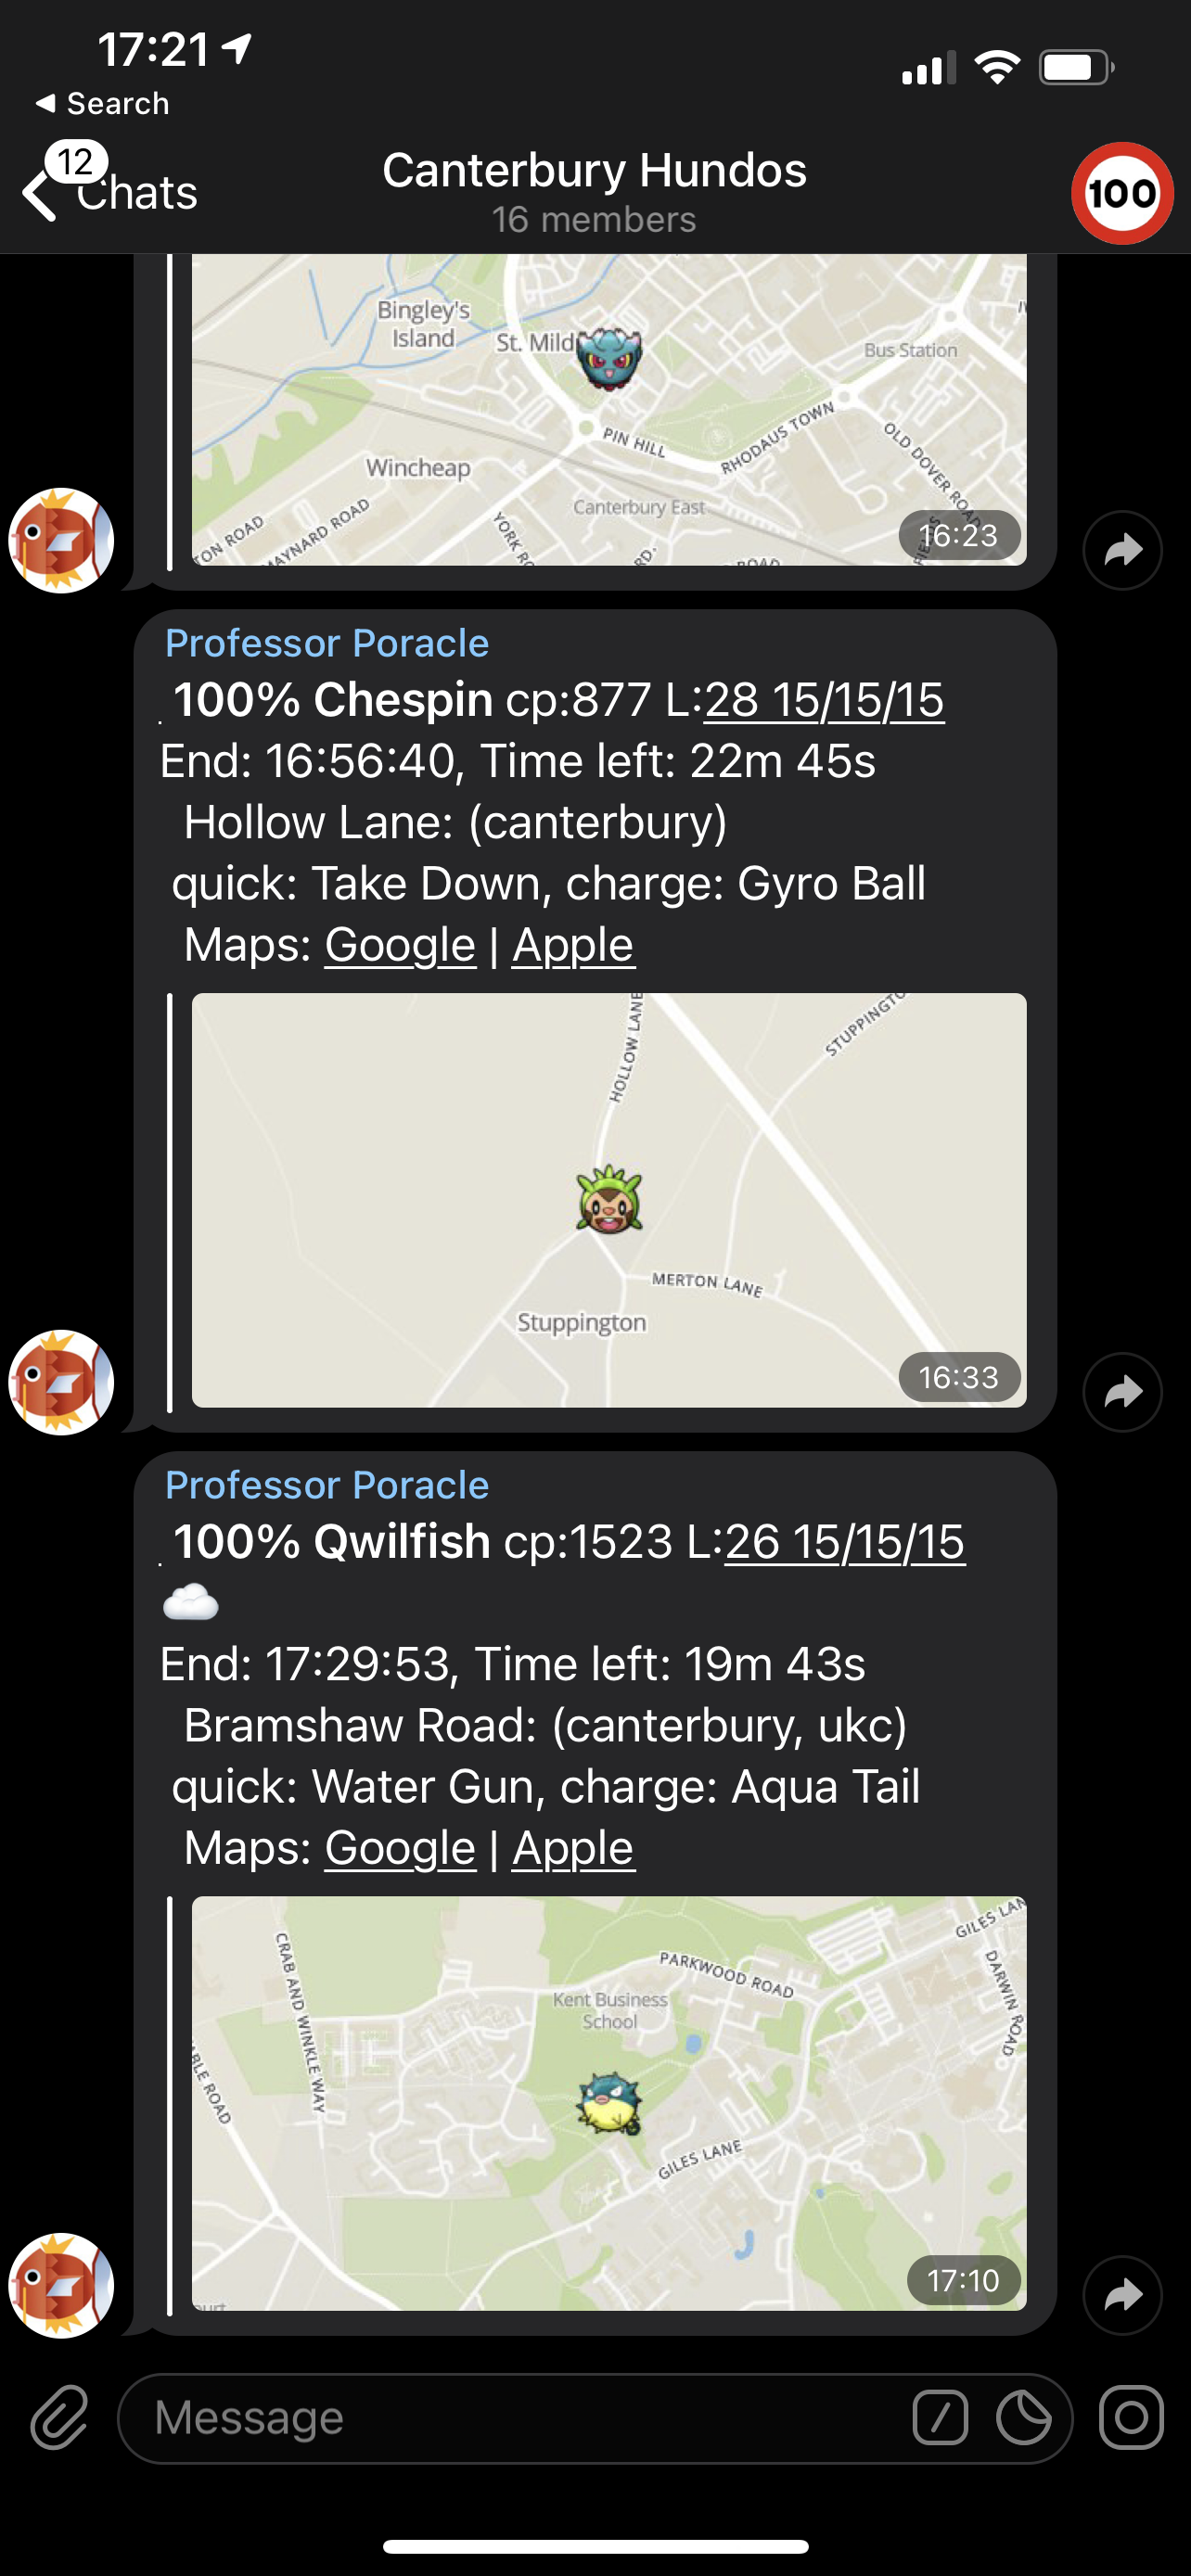 17:21
Search
12
Chats
Canterbury Hundos
16 members
100
Bingley's
Island
St. Mild
Bus Station
PIN HILL
RHODAUS TOWN
OLD DOVER ROAD
Wincheap
Canterbury East
TON ROAD
MAYNARD ROAD
YORK RO
RD.
ROAD
16:23
Professor Poracle
100% Chespin cp:877 L:28 15/15/15
End: 16:56:40, Time left: 22m 45s
Hollow Lane: (canterbury)
quick: Take Down, charge: Gyro Ball
Maps: Google | Apple
HOLLOW LANE
STUPPINGTO
MERTON LANE
Stuppington
16:33
Professor Poracle
100% Qwilfish cp:1523 L:26 15/15/15
End: 17:29:53, Time left: 19m 43s
Bramshaw Road: (canterbury, ukc)
quick: Water Gun, charge: Aqua Tail
Maps: Google | Apple
CRAB AND WINKLE WAY
PARKWOOD ROAD
GILES LAN
DARWIN ROAD
Kent Business
School
BLE ROAD
GILES LANE
17:10
Message